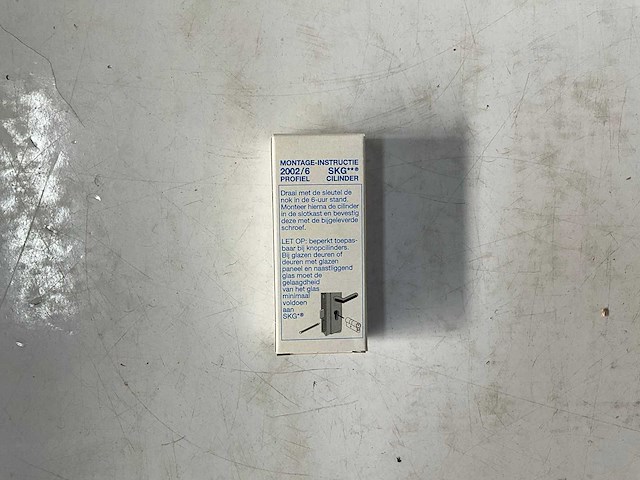 MONTAGE-INSTRUCTIE
2002/6 SKG**®
PROFIEL CILINDER
Draai met de sleutel de
nok in de 6-uur stand.
Monteer hierna de cilinder
in de slotkast en bevestig
deze met de bijgeleverde
schroef.
LET OP: beperkt toepas-
baar bij knopcilinders.
Bij glazen deuren of
deuren met glazen
paneel en naastliggend
glas moet de
gelaagdheid
van het glas
minimaal
voldoen
aan
SKG*®